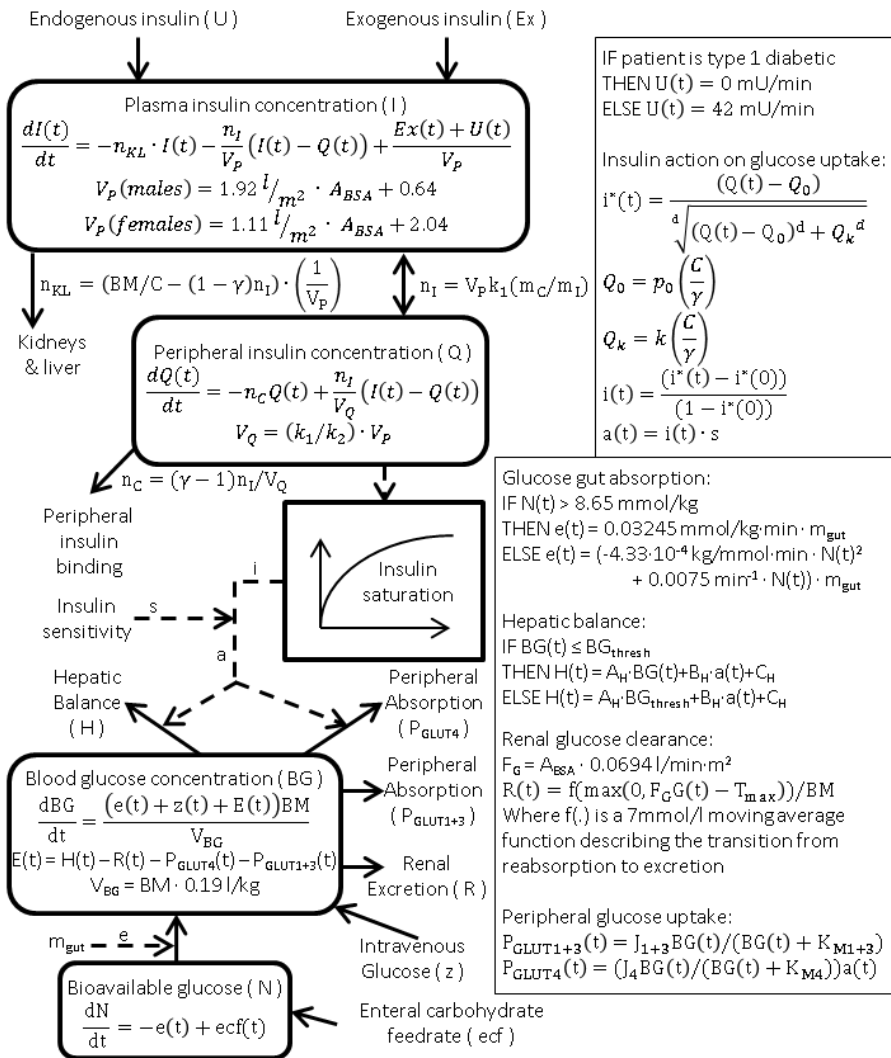 Endogenous insulin ( U )
Exogenous insulin ( Ex )
Plasma insulin concentration ( I )
dI(t)/dt = −n_KL · I(t) − n_I/V_P (I(t) − Q(t)) + (Ex(t) + U(t))/V_P
V_P(males) = 1.92 l/m² · A_BSA + 0.64
V_P(females) = 1.11 l/m² · A_BSA + 2.04
n_KL = (BM/C − (1 − γ)n_I) · (1/V_P)
n_I = V_P k_1(m_C/m_I)
Kidneys
& liver
Peripheral insulin concentration ( Q )
dQ(t)/dt = −n_C Q(t) + n_I/V_Q (I(t) − Q(t))
V_Q = (k_1/k_2) · V_P
n_C = (γ − 1)n_I/V_Q
Peripheral
insulin
binding
i
Insulin
saturation
Insulin
sensitivity
s
a
Hepatic
Balance
( H )
Peripheral
Absorption
( P_GLUT4 )
Blood glucose concentration ( BG )
dBG/dt = (e(t) + z(t) + E(t))BM/V_BG
E(t) = H(t) − R(t) − P_GLUT4(t) − P_GLUT1+3(t)
V_BG = BM · 0.19 l/kg
Peripheral
Absorption
( P_GLUT1+3 )
Renal
Excretion ( R )
m_gut
e
Intravenous
Glucose ( z )
Bioavailable glucose ( N )
dN/dt = −e(t) + ecf(t)
Enteral carbohydrate
feedrate ( ecf )
IF patient is type 1 diabetic
THEN U(t) = 0 mU/min
ELSE U(t) = 42 mU/min
Insulin action on glucose uptake:
i*(t) = (Q(t) − Q_0)/ᵈ√((Q(t) − Q_0)^d + Q_k^d)
Q_0 = p_0 (C/γ)
Q_k = k (C/γ)
i(t) = (i*(t) − i*(0))/(1 − i*(0))
a(t) = i(t) · s
Glucose gut absorption:
IF N(t) > 8.65 mmol/kg
THEN e(t) = 0.03245 mmol/kg·min · m_gut
ELSE e(t) = (-4.33·10⁻⁴ kg/mmol·min · N(t)²
+ 0.0075 min⁻¹ · N(t)) · m_gut
Hepatic balance:
IF BG(t) ≤ BG_thresh
THEN H(t) = A_H·BG(t)+B_H·a(t)+C_H
ELSE H(t) = A_H·BG_thresh+B_H·a(t)+C_H
Renal glucose clearance:
F_G = A_BSA · 0.0694 l/min·m²
R(t) = f(max(0, F_G G(t) − T_max))/BM
Where f(.) is a 7mmol/l moving average
function describing the transition from
reabsorption to excretion
Peripheral glucose uptake:
P_GLUT1+3(t) = J_1+3 BG(t)/(BG(t) + K_M1+3)
P_GLUT4(t) = (J_4 BG(t)/(BG(t) + K_M4))a(t)